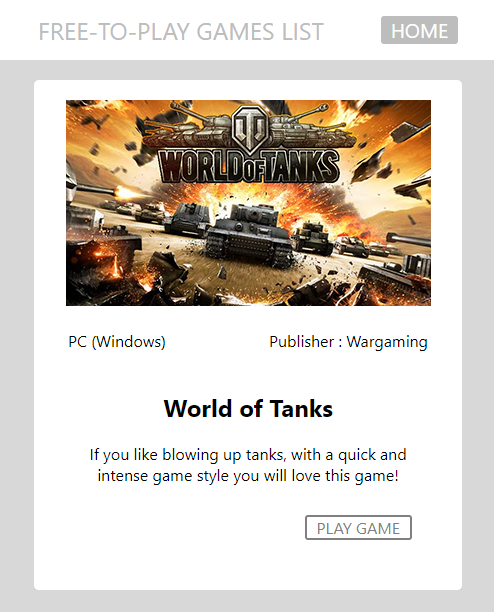 FREE-TO-PLAY GAMES LIST
HOME
WORLD OF TANKS
PC (Windows)
Publisher : Wargaming
World of Tanks
If you like blowing up tanks, with a quick and
intense game style you will love this game!
PLAY GAME